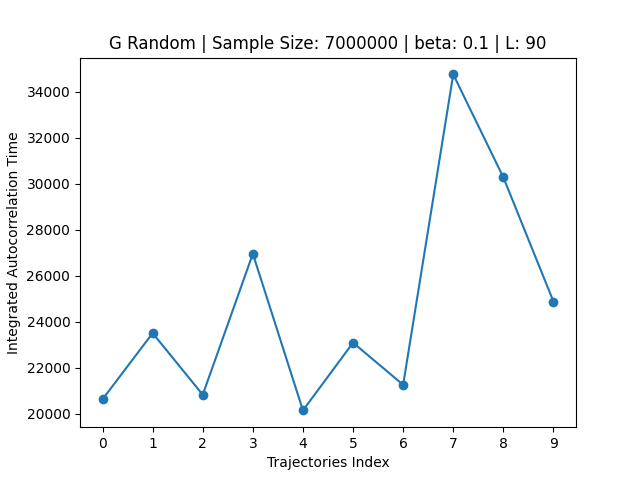 G Random | Sample Size: 7000000 | beta: 0.1 | L: 90
Integrated Autocorrelation Time
34000
32000
30000
28000
26000
24000
22000
20000
0 1 2 3 4 5 6 7 8 9
Trajectories Index